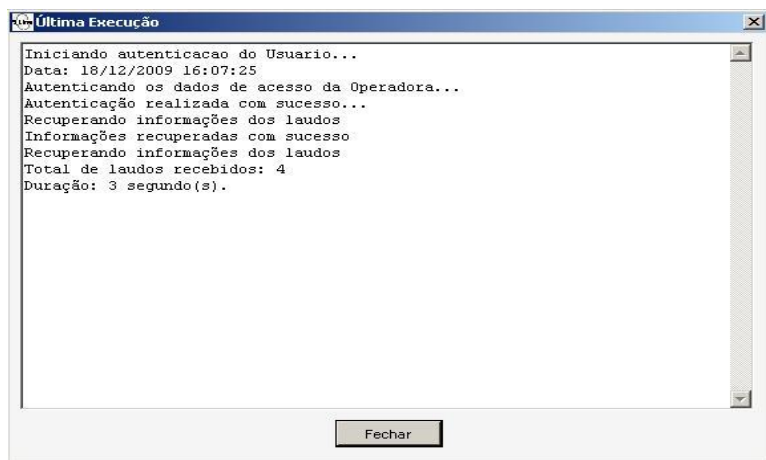 Última Execução
Iniciando autenticacao do Usuario...
Data: 18/12/2009 16:07:25
Autenticando os dados de acesso da Operadora...
Autenticação realizada com sucesso...
Recuperando informações dos laudos
Informações recuperadas com sucesso
Recuperando informações dos laudos
Total de laudos recebidos: 4
Duração: 3 segundo(s).
Fechar